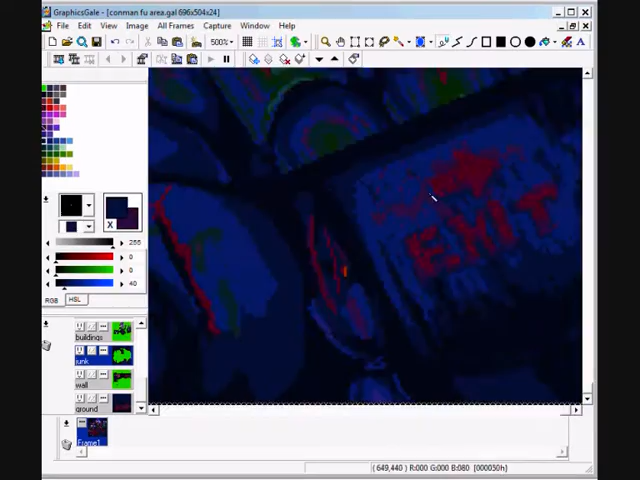 GraphicsGale - [conman fu area.gal 696x504x24]
File Edit View Image All Frames Capture Window Help
500%
EXIT
255
0
0
40
RGB HSL
buildings
junk
wall
ground
Frame1
(649,440) R:000 G:000 B:080 (000050h)